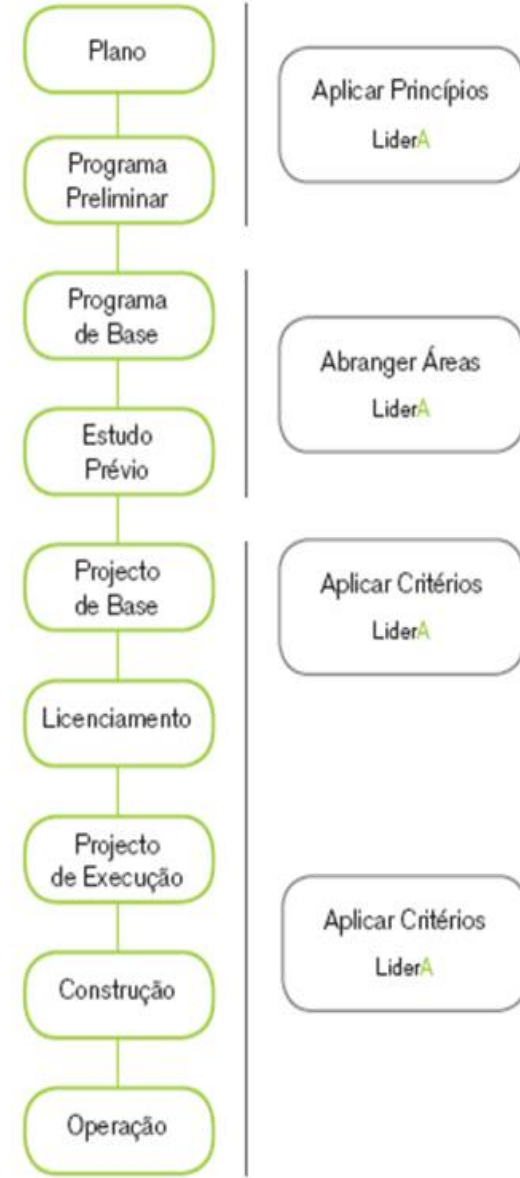 Plano
Programa
Preliminar
Aplicar Princípios
LiderA
Programa
de Base
Estudo
Prévio
Abranger Áreas
LiderA
Projecto
de Base
Licenciamento
Projecto
de Execução
Construção
Operação
Aplicar Critérios
LiderA
Aplicar Critérios
LiderA